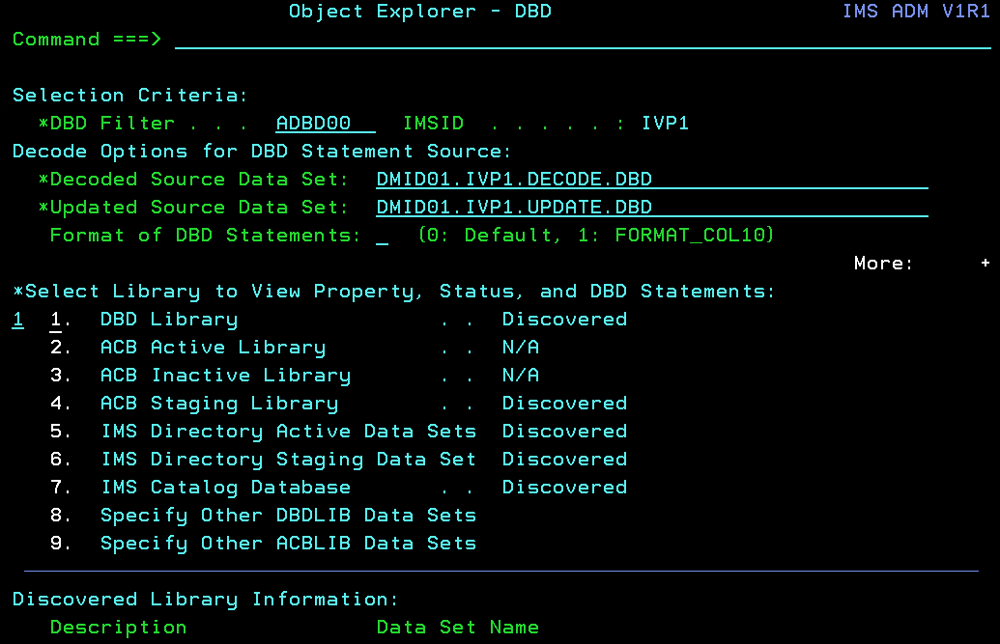 Object Explorer - DBD IMS ADM V1R1
Command ===>
Selection Criteria:
*DBD Filter . . . ADBD00 IMSID . . . . . : IVP1
Decode Options for DBD Statement Source:
*Decoded Source Data Set: DMID01.IVP1.DECODE.DBD
*Updated Source Data Set: DMID01.IVP1.UPDATE.DBD
Format of DBD Statements: _ (0: Default, 1: FORMAT_COL10)
More: +
*Select Library to View Property, Status, and DBD Statements:
1 1. DBD Library . . Discovered
2. ACB Active Library . . N/A
3. ACB Inactive Library . . N/A
4. ACB Staging Library . . Discovered
5. IMS Directory Active Data Sets Discovered
6. IMS Directory Staging Data Set Discovered
7. IMS Catalog Database . . Discovered
8. Specify Other DBDLIB Data Sets
9. Specify Other ACBLIB Data Sets
Discovered Library Information:
Description Data Set Name